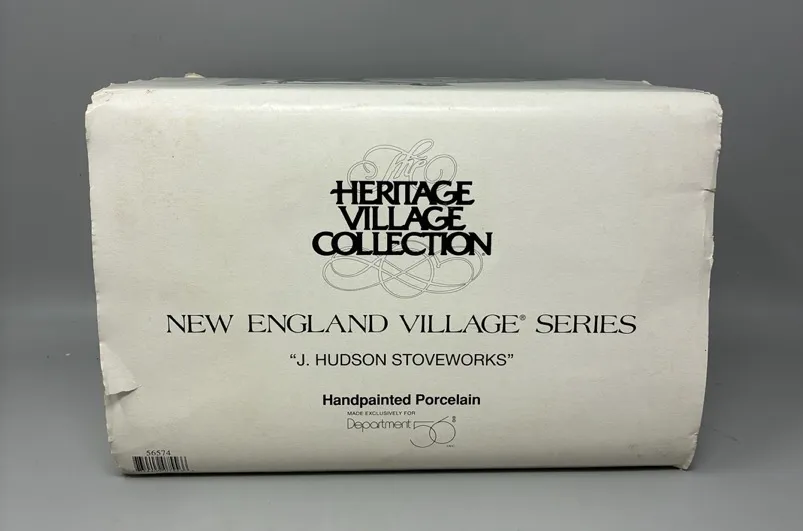 The
HERITAGE
VILLAGE
COLLECTION
NEW ENGLAND VILLAGE® SERIES
“J. HUDSON STOVEWORKS”
Handpainted Porcelain
MADE EXCLUSIVELY FOR
Department 56®
56574